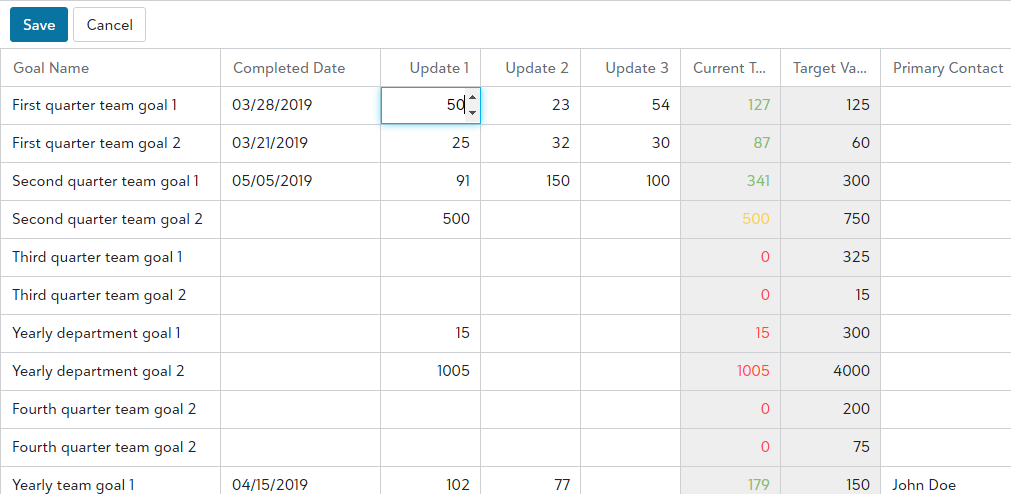 Save Cancel
Goal Name Completed Date Update 1 Update 2 Update 3 Current T... Target Va... Primary Contact
First quarter team goal 1 03/28/2019 50 23 54 127 125
First quarter team goal 2 03/21/2019 25 32 30 87 60
Second quarter team goal 1 05/05/2019 91 150 100 341 300
Second quarter team goal 2 500 500 750
Third quarter team goal 1 0 325
Third quarter team goal 2 0 15
Yearly department goal 1 15 15 300
Yearly department goal 2 1005 1005 4000
Fourth quarter team goal 2 0 200
Fourth quarter team goal 2 0 75
Yearly team goal 1 04/15/2019 102 77 179 150 John Doe